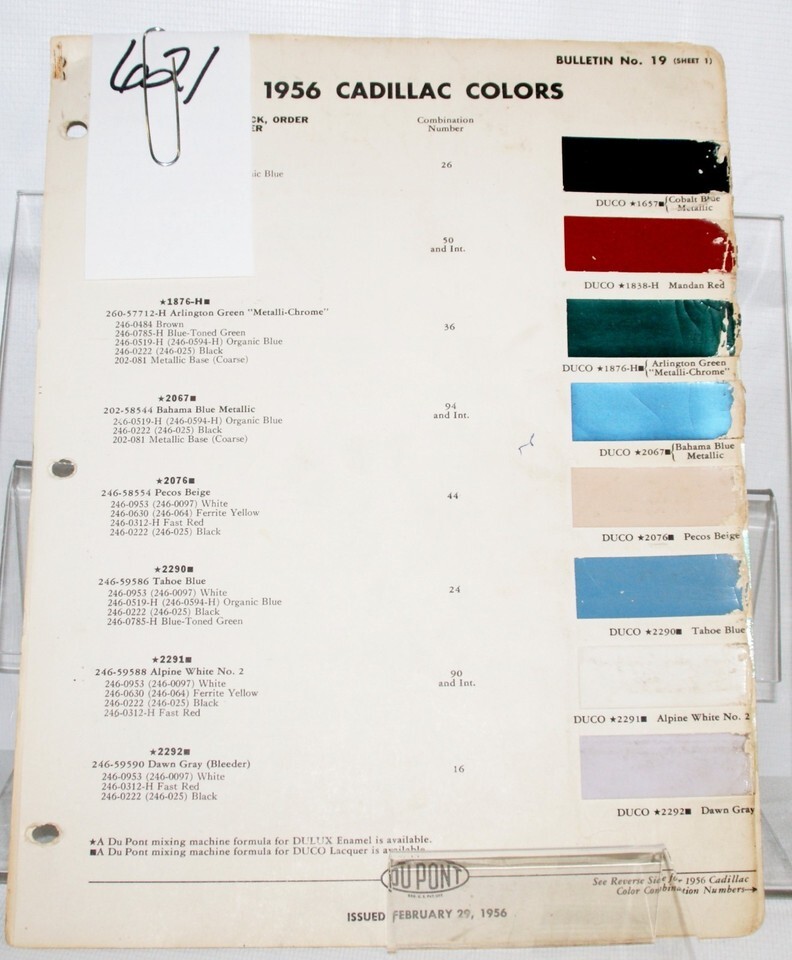 6621
BULLETIN No. 19 (SHEET 1)
1956 CADILLAC COLORS
CK, ORDER
ER
Combination
Number
ic Blue
26
50
and Int.
★1876-H■
260-57712-H Arlington Green "Metalli-Chrome"
246-0484 Brown
246-0785-H Blue-Toned Green
246-0519-H (246-0594-H) Organic Blue
246-0222 (246-025) Black
202-081 Metallic Base (Coarse)
36
★2067■
202-58544 Bahama Blue Metallic
246-0519-H (246-0594-H) Organic Blue
246-0222 (246-025) Black
202-081 Metallic Base (Coarse)
94
and Int.
★2076■
246-58554 Pecos Beige
246-0953 (246-0097) White
246-0630 (246-064) Ferrite Yellow
246-0312-H Fast Red
246-0222 (246-025) Black
44
★2290■
246-59586 Tahoe Blue
246-0953 (246-0097) White
246-0519-H (246-0594-H) Organic Blue
246-0222 (246-025) Black
246-0785-H Blue-Toned Green
24
★2291■
246-59588 Alpine White No. 2
246-0953 (246-0097) White
246-0630 (246-064) Ferrite Yellow
246-0222 (246-025) Black
246-0312-H Fast Red
90
and Int.
★2292■
246-59590 Dawn Gray (Bleeder)
246-0953 (246-0097) White
246-0312-H Fast Red
246-0222 (246-025) Black
16
DUCO ★1657■ { Cobalt Blue
Metallic
DUCO ★1838-H Mandan Red
DUCO ★1876-H■ { Arlington Green
"Metalli-Chrome"
DUCO ★2067■ { Bahama Blue
Metallic
DUCO ★2076■ Pecos Beige
DUCO ★2290■ Tahoe Blue
DUCO ★2291■ Alpine White No. 2
DUCO ★2292■ Dawn Gray
★A Du Pont mixing machine formula for DULUX Enamel is available.
■A Du Pont mixing machine formula for DUCO Lacquer is available.
DU PONT
See Reverse Side for 1956 Cadillac
Color Combination Numbers→
ISSUED FEBRUARY 29, 1956